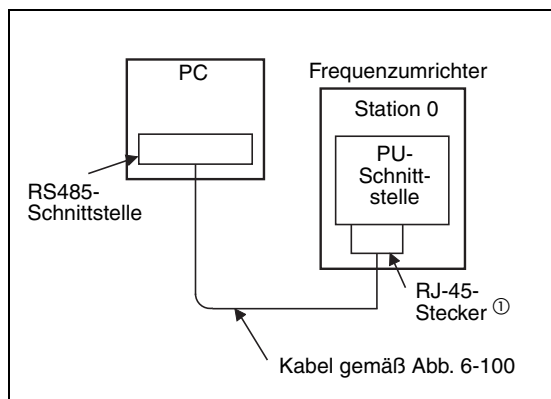 PC
Frequenzumrichter
Station 0
PU-
Schnitt-
stelle
RS485-
Schnittstelle
RJ-45-
Stecker ①
Kabel gemäß Abb. 6-100